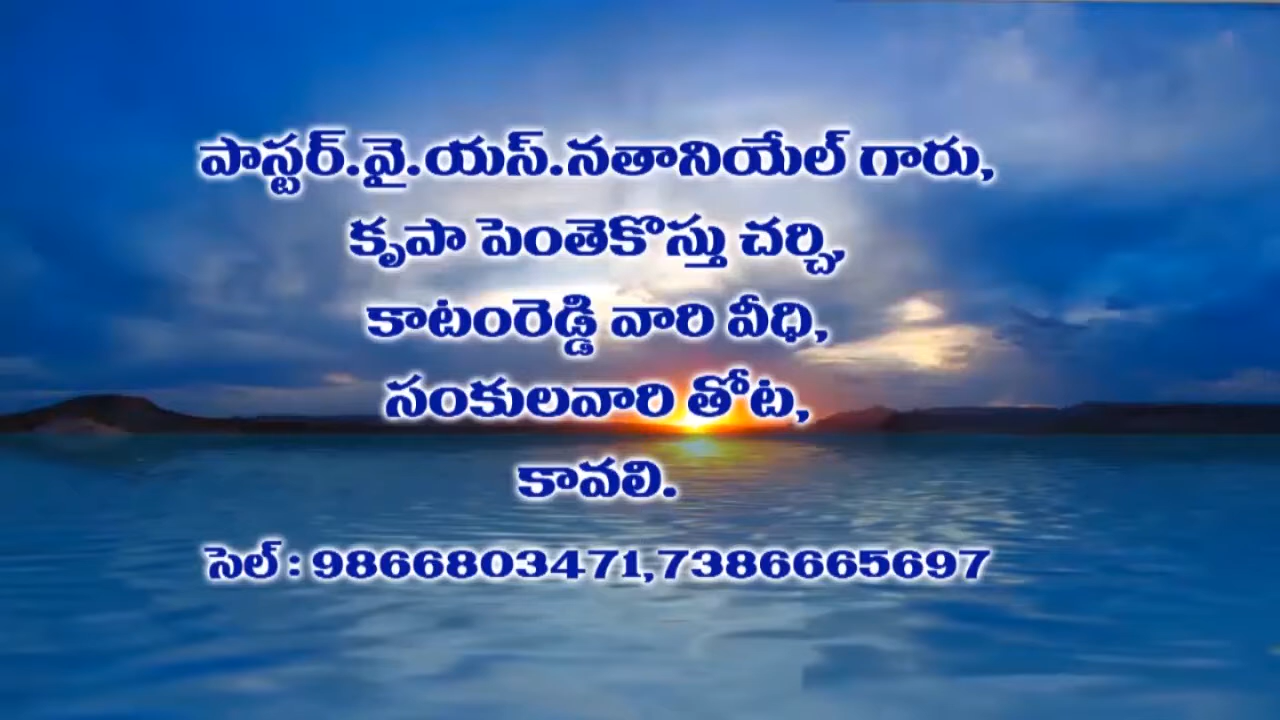 పాస్టర్.వై.యస్.నతానియేల్ గారు,
కృపా పెంతెకొస్తు చర్చి,
కాటంరెడ్డి వారి వీధి,
సంకులవారి తోట,
కావలి.
సెల్ : 9866803471,7386665697